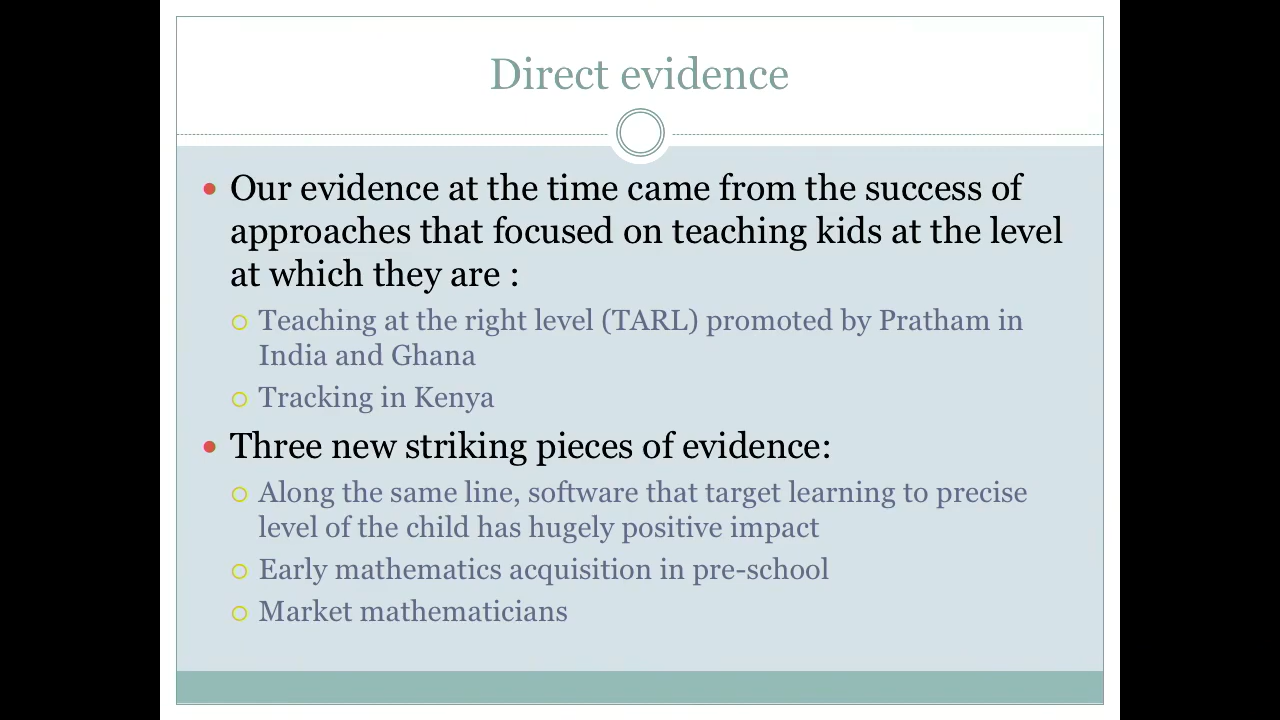 Direct evidence
Our evidence at the time came from the success of
approaches that focused on teaching kids at the level
at which they are :
Teaching at the right level (TARL) promoted by Pratham in
India and Ghana
Tracking in Kenya
Three new striking pieces of evidence:
Along the same line, software that target learning to precise
level of the child has hugely positive impact
Early mathematics acquisition in pre-school
Market mathematicians